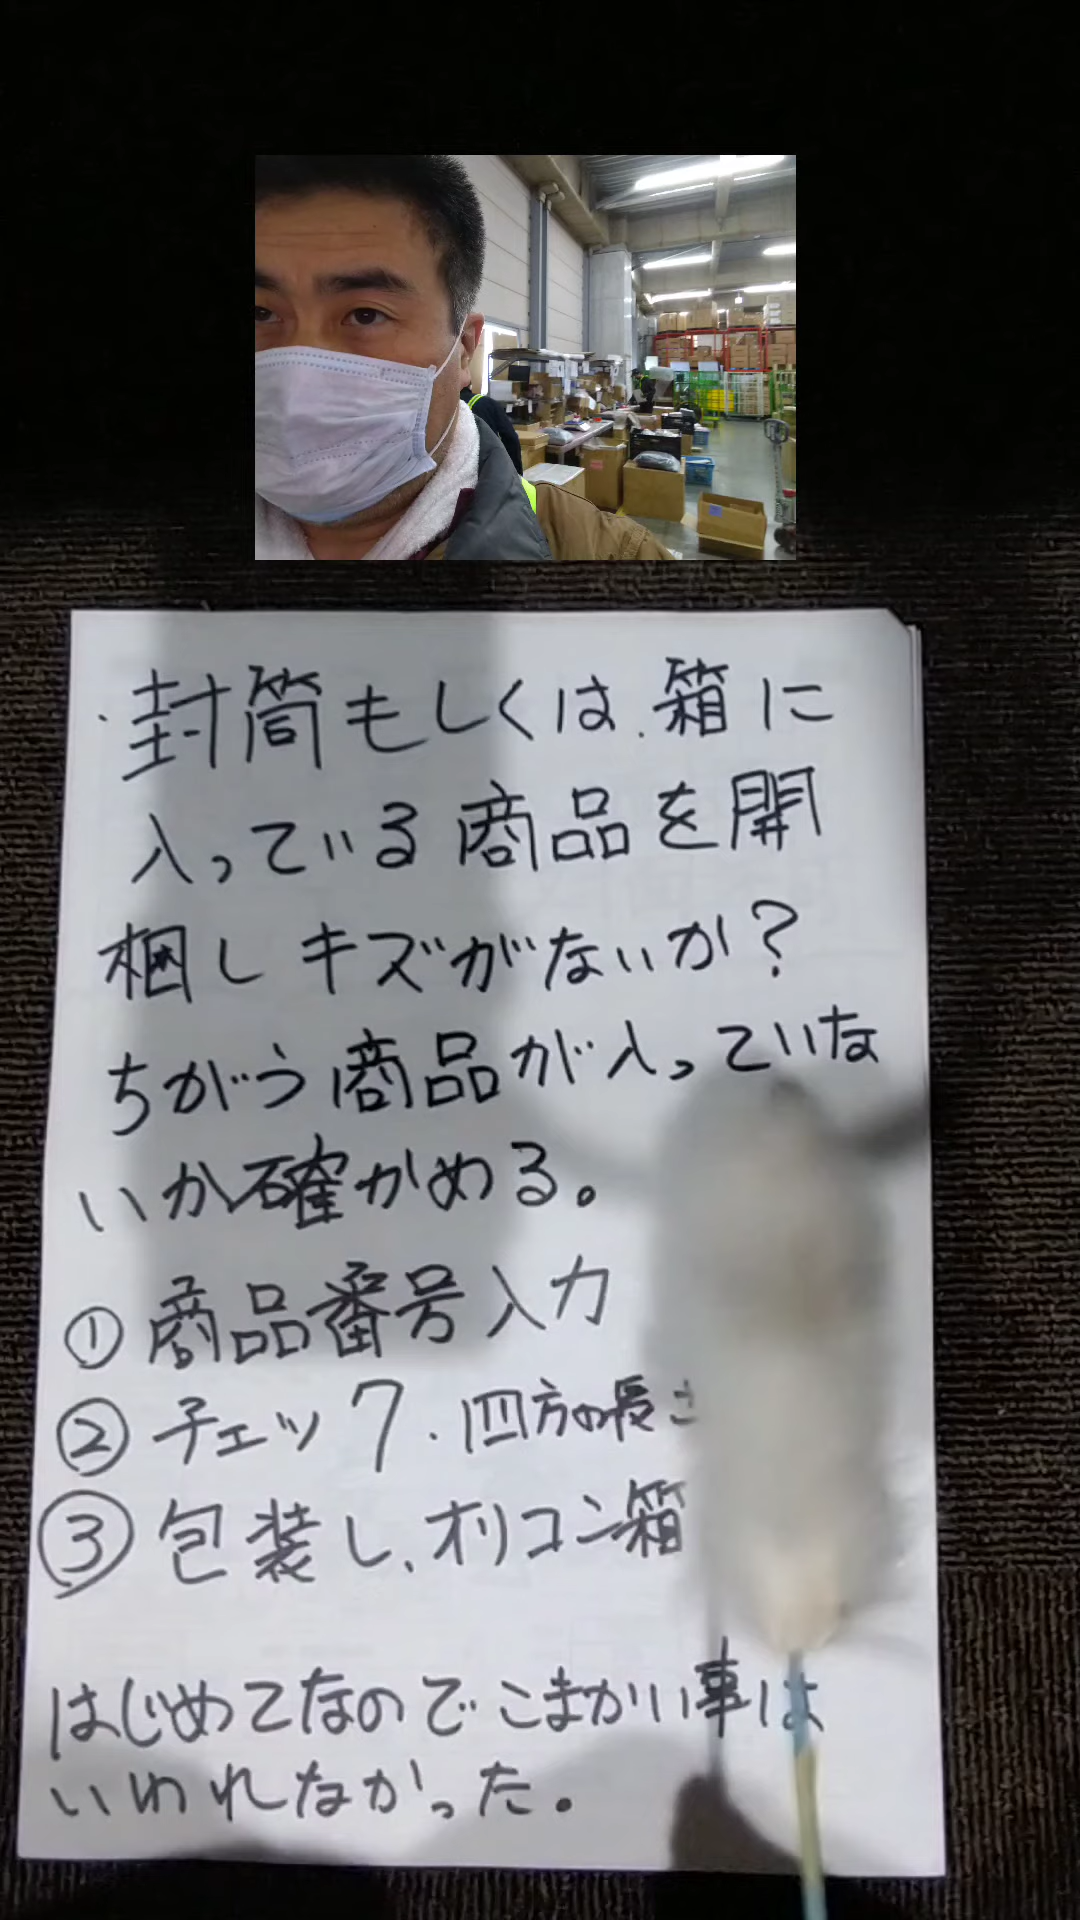 封筒もしくは、箱に
入っている商品を開
梱しキズがないか？
ちがう商品が入っていな
いか確かめる。
①商品番号入力
②チェック・四方の長さ
③包装し、オリコン箱
はじめてなのでこまかい事は
いわれなかった。